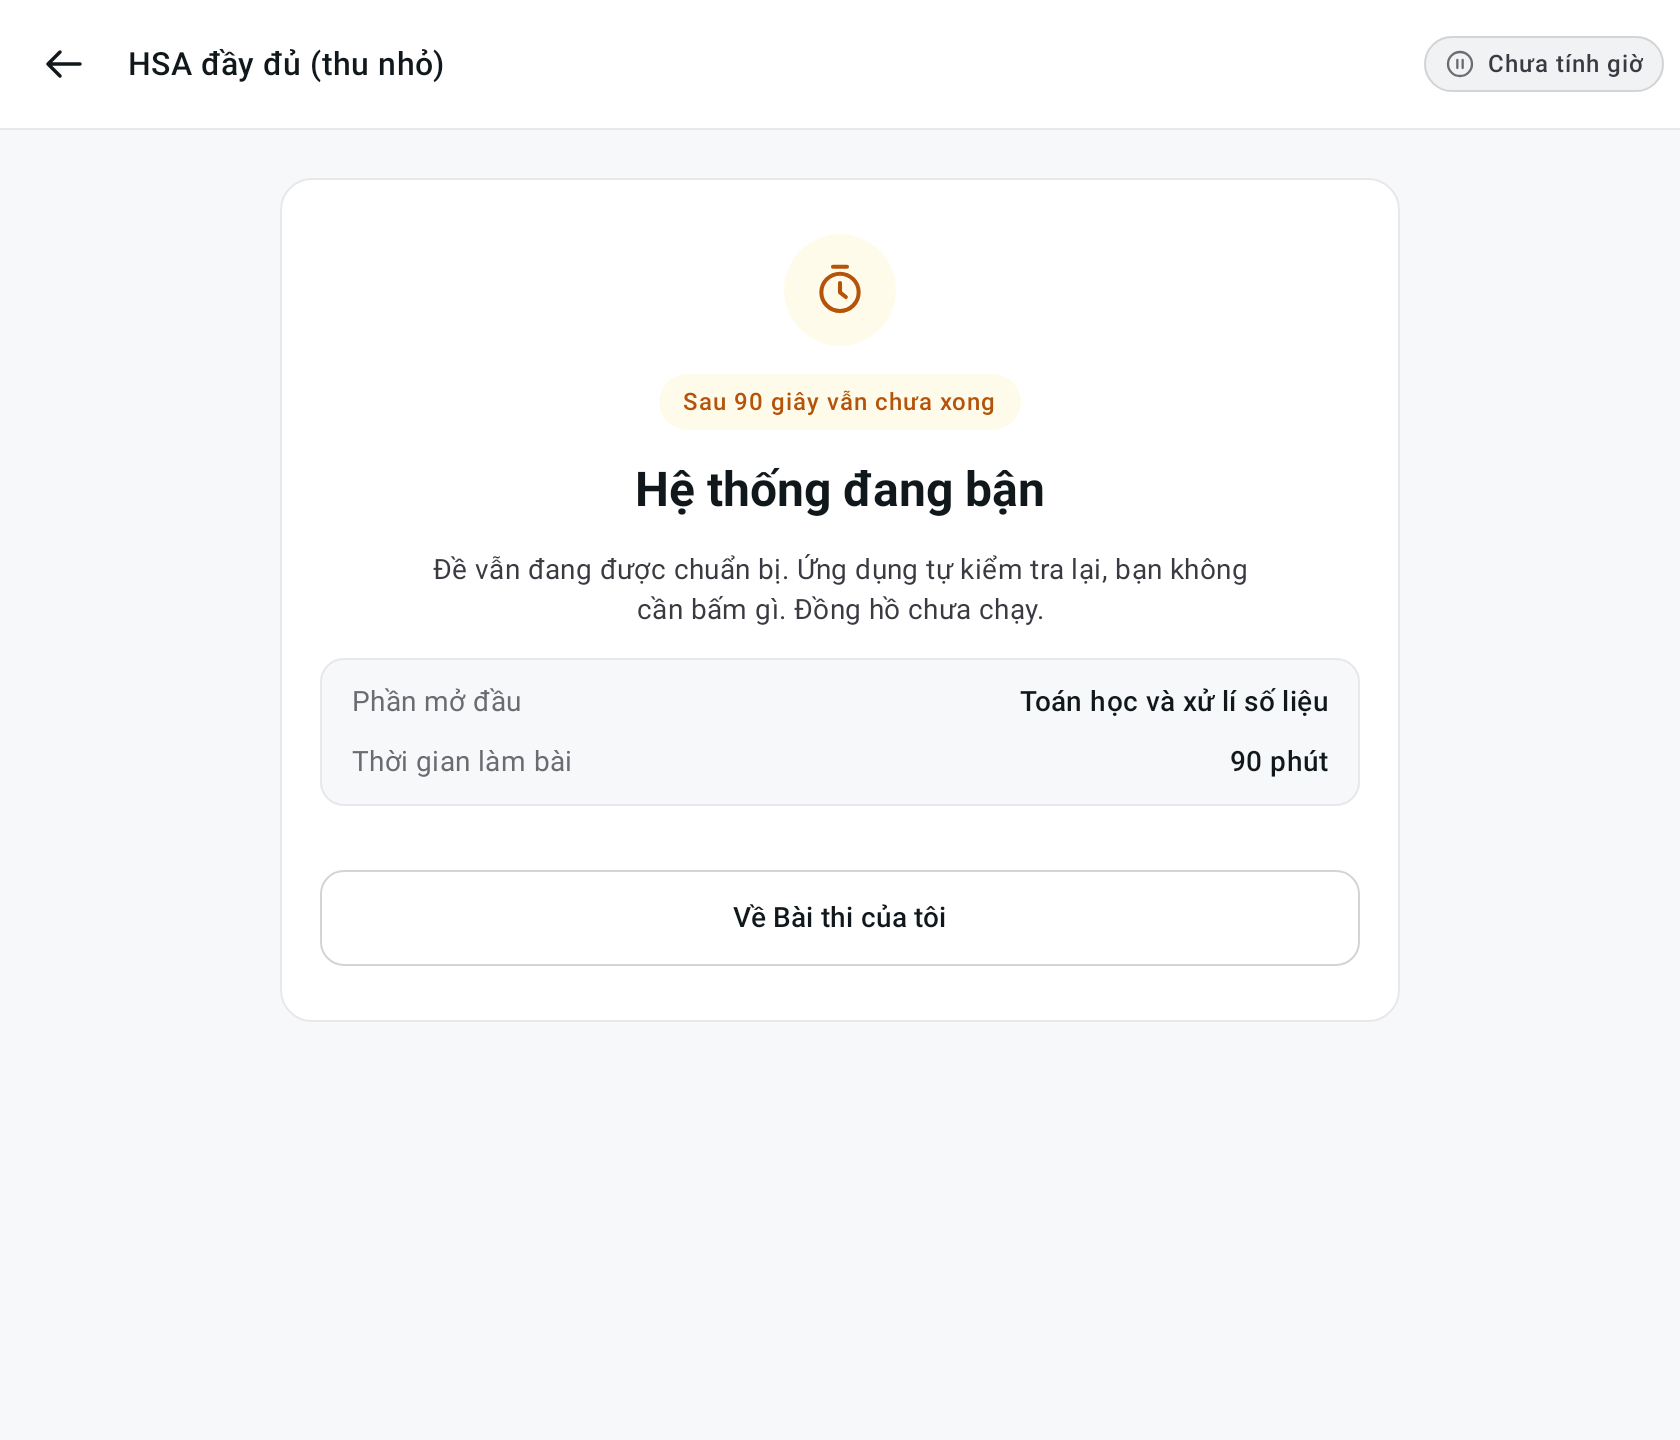 HSA đầy đủ (thu nhỏ)
Chưa tính giờ
Sau 90 giây vẫn chưa xong
Hệ thống đang bận
Đề vẫn đang được chuẩn bị. Ứng dụng tự kiểm tra lại, bạn không
cần bấm gì. Đồng hồ chưa chạy.
Phần mở đầu
Toán học và xử lí số liệu
Thời gian làm bài
90 phút
Về Bài thi của tôi